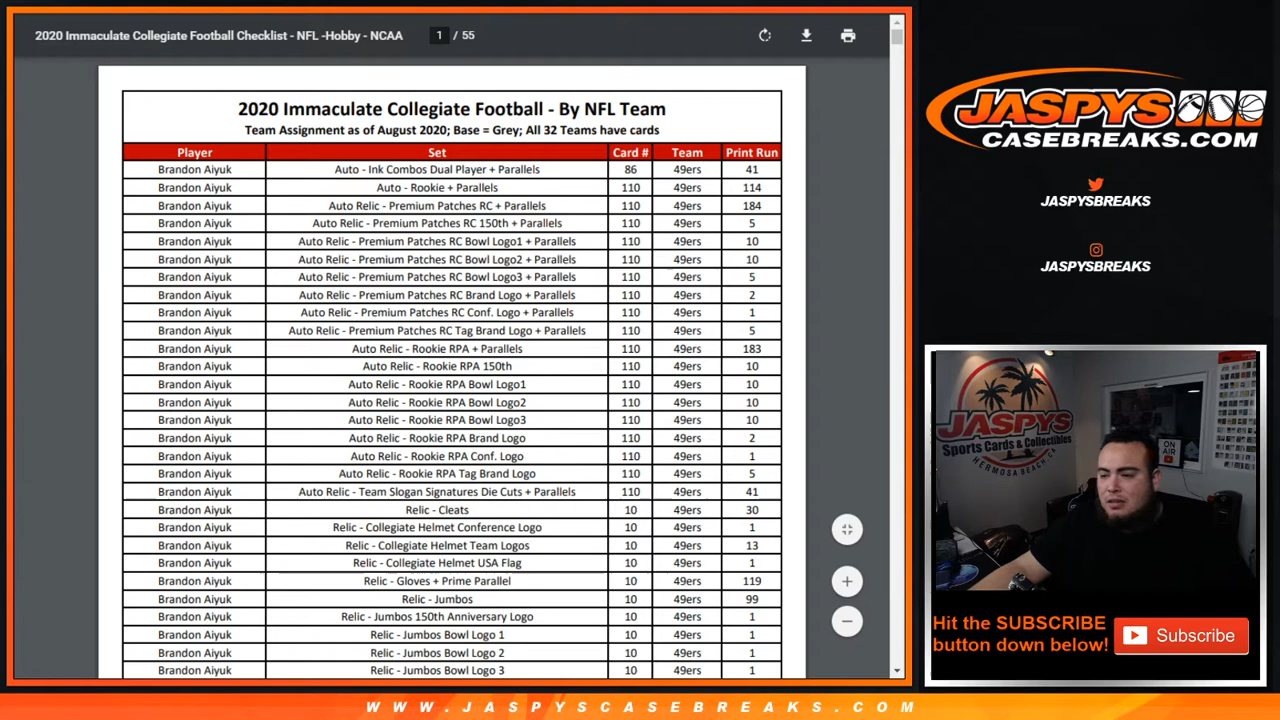 2020 Immaculate Collegiate Football Checklist - NFL -Hobby - NCAA 1 / 55
2020 Immaculate Collegiate Football - By NFL Team
Team Assignment as of August 2020; Base = Grey; All 32 Teams have cards
Player Set Card # Team Print Run
Brandon Aiyuk Auto - Ink Combos Dual Player + Parallels 86 49ers 41
Brandon Aiyuk Auto - Rookie + Parallels 110 49ers 114
Brandon Aiyuk Auto Relic - Premium Patches RC + Parallels 110 49ers 184
Brandon Aiyuk Auto Relic - Premium Patches RC 150th + Parallels 110 49ers 5
Brandon Aiyuk Auto Relic - Premium Patches RC Bowl Logo1 + Parallels 110 49ers 10
Brandon Aiyuk Auto Relic - Premium Patches RC Bowl Logo2 + Parallels 110 49ers 10
Brandon Aiyuk Auto Relic - Premium Patches RC Bowl Logo3 + Parallels 110 49ers 5
Brandon Aiyuk Auto Relic - Premium Patches RC Brand Logo + Parallels 110 49ers 2
Brandon Aiyuk Auto Relic - Premium Patches RC Conf. Logo + Parallels 110 49ers 1
Brandon Aiyuk Auto Relic - Premium Patches RC Tag Brand Logo + Parallels 110 49ers 5
Brandon Aiyuk Auto Relic - Rookie RPA + Parallels 110 49ers 183
Brandon Aiyuk Auto Relic - Rookie RPA 150th 110 49ers 10
Brandon Aiyuk Auto Relic - Rookie RPA Bowl Logo1 110 49ers 10
Brandon Aiyuk Auto Relic - Rookie RPA Bowl Logo2 110 49ers 10
Brandon Aiyuk Auto Relic - Rookie RPA Bowl Logo3 110 49ers 10
Brandon Aiyuk Auto Relic - Rookie RPA Brand Logo 110 49ers 2
Brandon Aiyuk Auto Relic - Rookie RPA Conf. Logo 110 49ers 1
Brandon Aiyuk Auto Relic - Rookie RPA Tag Brand Logo 110 49ers 5
Brandon Aiyuk Auto Relic - Team Slogan Signatures Die Cuts + Parallels 110 49ers 41
Brandon Aiyuk Relic - Cleats 10 49ers 30
Brandon Aiyuk Relic - Collegiate Helmet Conference Logo 10 49ers 1
Brandon Aiyuk Relic - Collegiate Helmet Team Logos 10 49ers 13
Brandon Aiyuk Relic - Collegiate Helmet USA Flag 10 49ers 1
Brandon Aiyuk Relic - Gloves + Prime Parallel 10 49ers 119
Brandon Aiyuk Relic - Jumbos 10 49ers 99
Brandon Aiyuk Relic - Jumbos 150th Anniversary Logo 10 49ers 1
Brandon Aiyuk Relic - Jumbos Bowl Logo 1 10 49ers 1
Brandon Aiyuk Relic - Jumbos Bowl Logo 2 10 49ers 1
Brandon Aiyuk Relic - Jumbos Bowl Logo 3 10 49ers 1
JASPYS
CASEBREAKS.COM
JASPYSBREAKS
JASPYSBREAKS
JASPYS
Sports Cards & Collectibles
HERMOSA BEACH, CA
ON
AIR
Hit the SUBSCRIBE
button down below!
Subscribe
WWW.JASPYSCASEBREAKS.COM